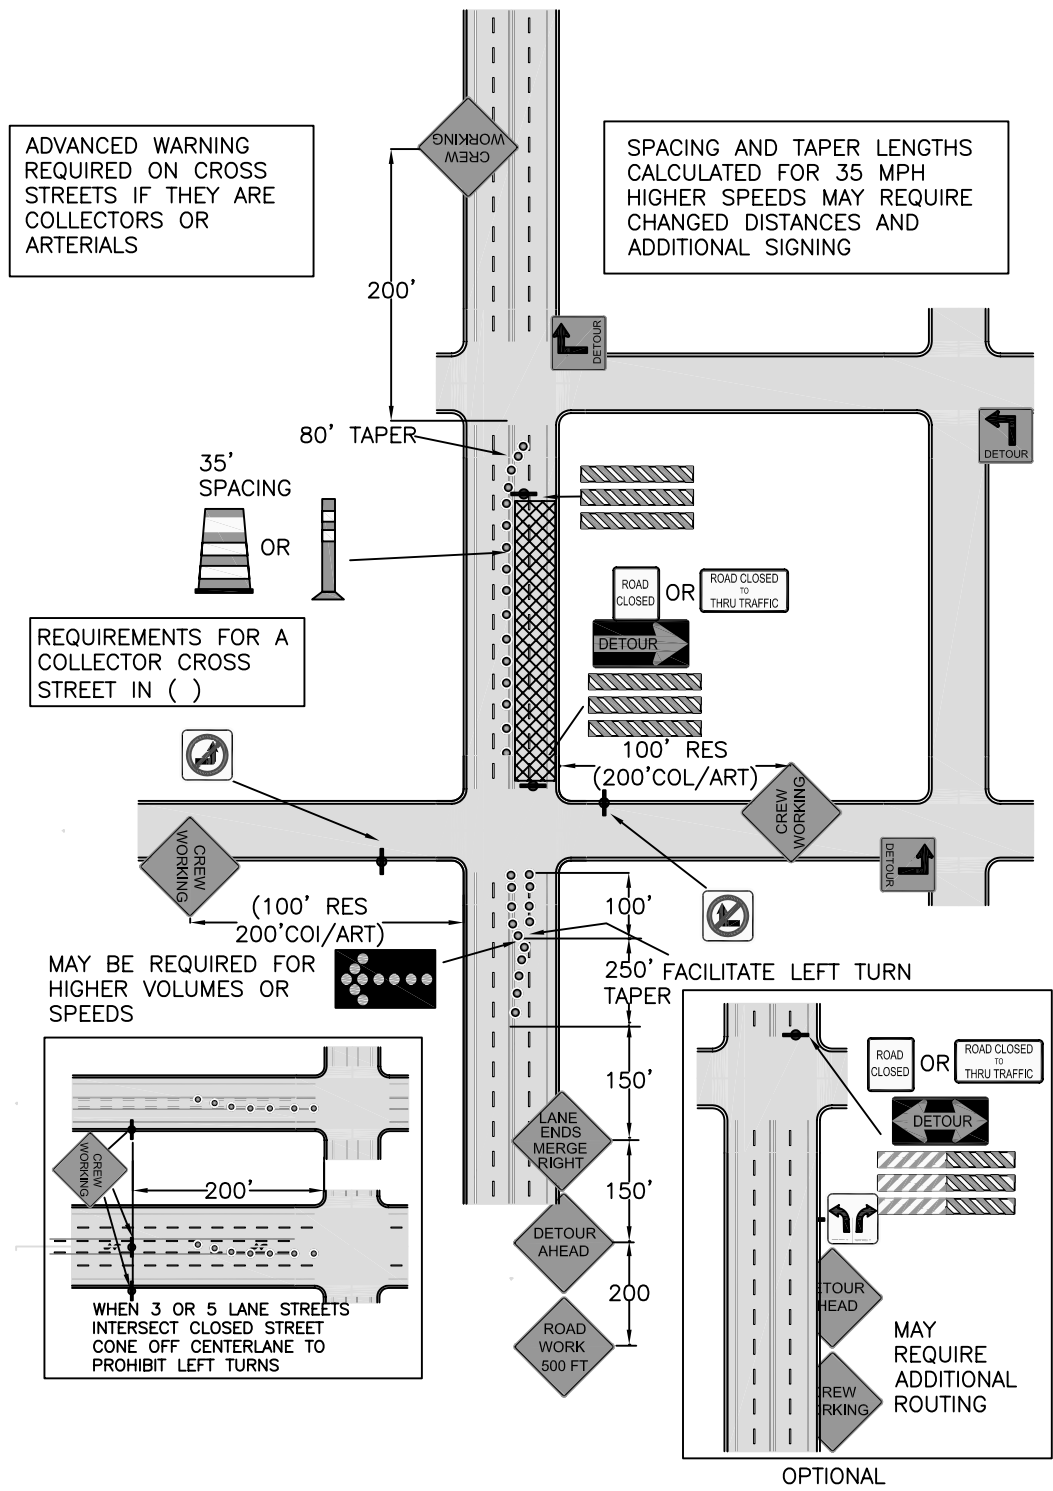 CREW
WORKING
ADVANCED WARNING
REQUIRED ON CROSS
STREETS IF THEY ARE
COLLECTORS OR
ARTERIALS
SPACING AND TAPER LENGTHS
CALCULATED FOR 35 MPH
HIGHER SPEEDS MAY REQUIRE
CHANGED DISTANCES AND
ADDITIONAL SIGNING
200'
DETOUR
DETOUR
80' TAPER
35'
SPACING
OR
ROAD
CLOSED
OR
ROAD CLOSED
TO
THRU TRAFFIC
DETOUR
REQUIREMENTS FOR A
COLLECTOR CROSS
STREET IN ( )
100' RES
(200'COL/ART)
CREW
WORKING
CREW
WORKING
DETOUR
(100' RES
200'COl/ART)
100'
MAY BE REQUIRED FOR
HIGHER VOLUMES OR
SPEEDS
250'
TAPER
FACILITATE LEFT TURN
150'
LANE
ENDS
MERGE
RIGHT
150'
DETOUR
AHEAD
200
ROAD
WORK
500 FT
CREW
WORKING
200'
WHEN 3 OR 5 LANE STREETS
INTERSECT CLOSED STREET
CONE OFF CENTERLANE TO
PROHIBIT LEFT TURNS
ROAD
CLOSED
OR
ROAD CLOSED
TO
THRU TRAFFIC
DETOUR
ETOUR
HEAD
REW
RKING
MAY
REQUIRE
ADDITIONAL
ROUTING
OPTIONAL